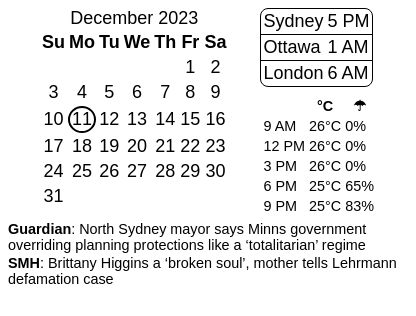 December 2023
Su Mo Tu We Th Fr Sa
1 2
3 4 5 6 7 8 9
10 11 12 13 14 15 16
17 18 19 20 21 22 23
24 25 26 27 28 29 30
31
Sydney 5 PM
Ottawa 1 AM
London 6 AM
°C ☂
9 AM 26°C 0%
12 PM 26°C 0%
3 PM 26°C 0%
6 PM 25°C 65%
9 PM 25°C 83%
Guardian: North Sydney mayor says Minns government
overriding planning protections like a ‘totalitarian’ regime
SMH: Brittany Higgins a ‘broken soul’, mother tells Lehrmann
defamation case